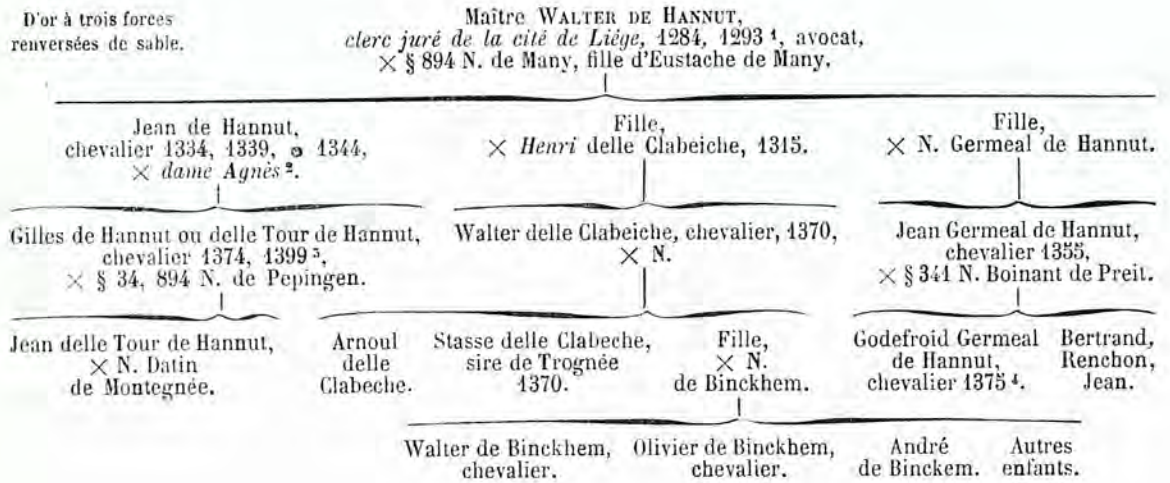 D'or à trois forces
renversées de sable.
Maître WALTER DE HANNUT,
clerc juré de la cité de Liége, 1284, 1293 ¹, avocat,
× § 894 N. de Many, fille d'Eustache de Many.
Jean de Hannut,
chevalier 1334, 1339, 1344,
× dame Agnès ².
Fille,
× Henri delle Clabeiche, 1315.
Fille,
× N. Germeal de Hannut.
Gilles de Hannut ou delle Tour de Hannut,
chevalier 1374, 1399 ³,
× § 34, 894 N. de Pepingen.
Walter delle Clabeiche, chevalier, 1370,
× N.
Jean Germeal de Hannut,
chevalier 1355,
× § 341 N. Boinant de Preit.
Jean delle Tour de Hannut,
× N. Datin
de Montegnée.
Arnoul
delle
Clabeche.
Stasse delle Clabeche,
sire de Trognée
1370.
Fille,
× N.
de Binckhem.
Godefroid Germeal
de Hannut,
chevalier 1375 ⁴.
Bertrand,
Renchon,
Jean.
Walter de Binckhem,
chevalier.
Olivier de Binckhem,
chevalier.
André
de Binckem.
Autres
enfants.